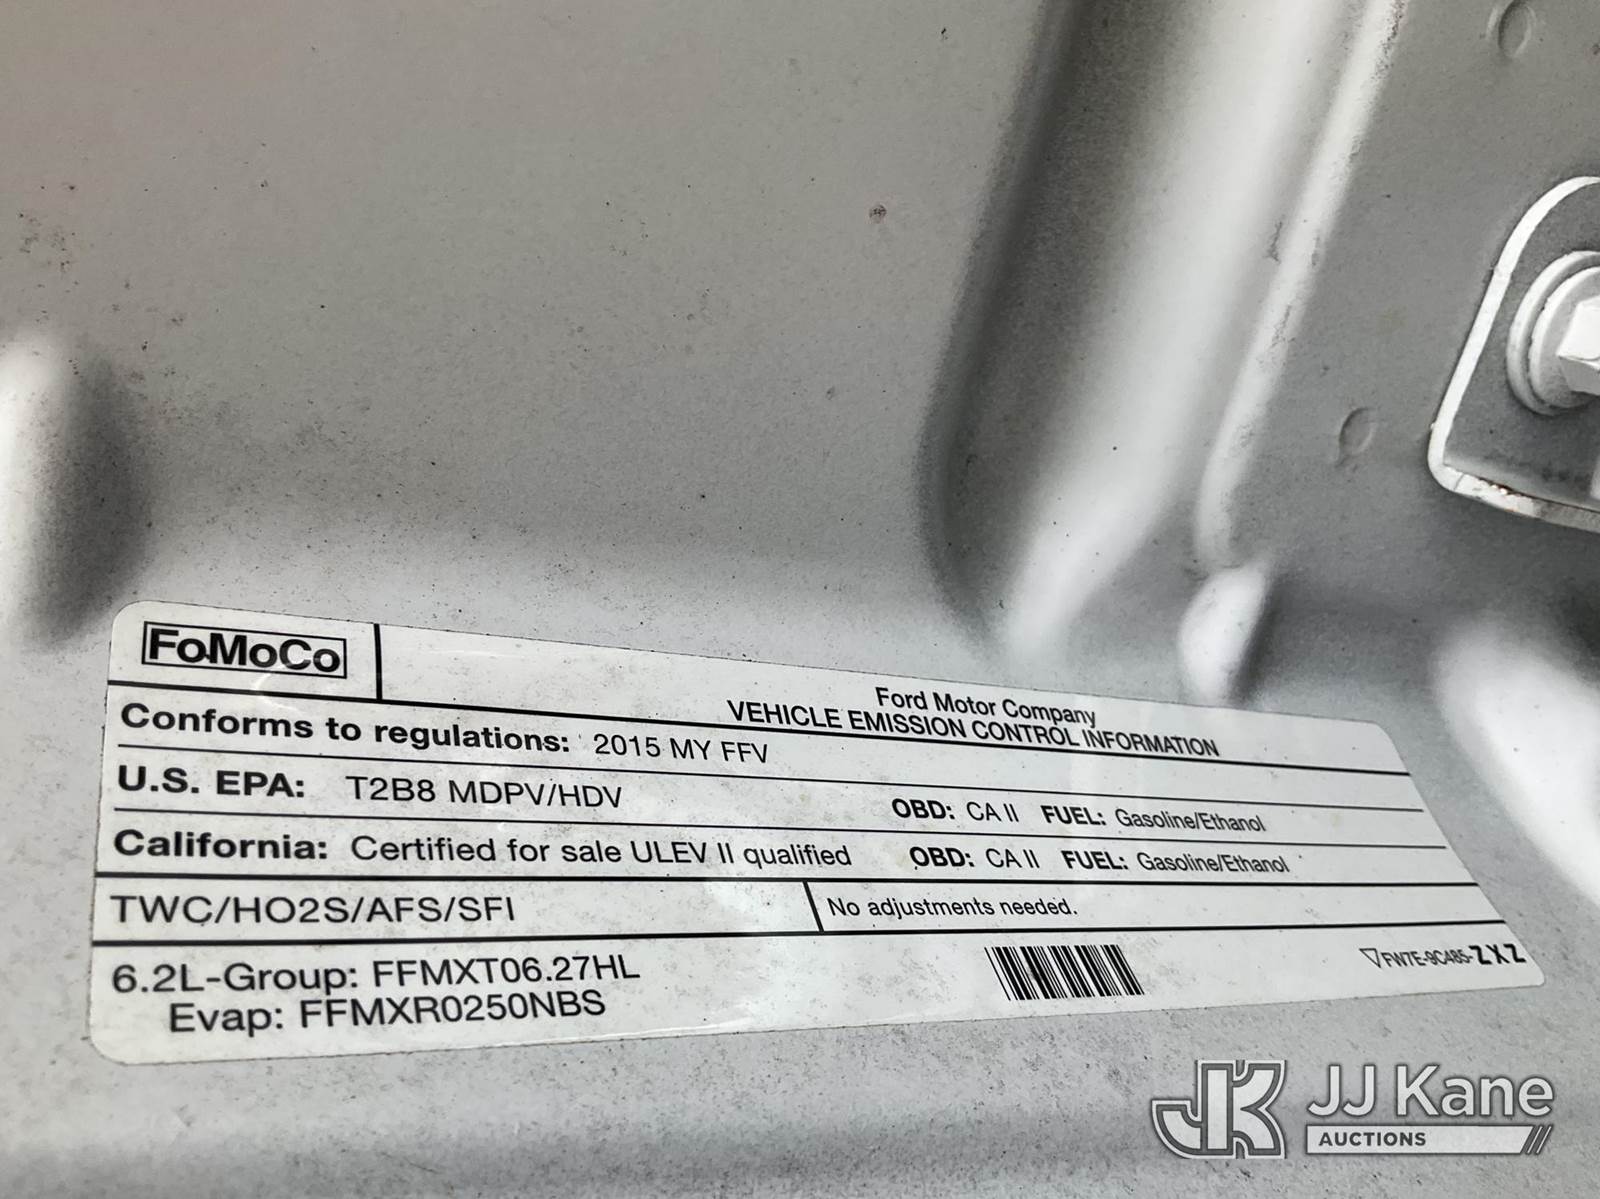 FoMoCo
Ford Motor Company
VEHICLE EMISSION CONTROL INFORMATION
Conforms to regulations: 2015 MY FFV
U.S. EPA: T2B8 MDPV/HDV OBD: CA II FUEL: Gasoline/Ethanol
California: Certified for sale ULEV II qualified OBD: CA II FUEL: Gasoline/Ethanol
TWC/HO2S/AFS/SFI No adjustments needed.
6.2L-Group: FFMXT06.27HL
Evap: FFMXR0250NBS
FW7E-9C485-ZXZ
JK JJ Kane
AUCTIONS